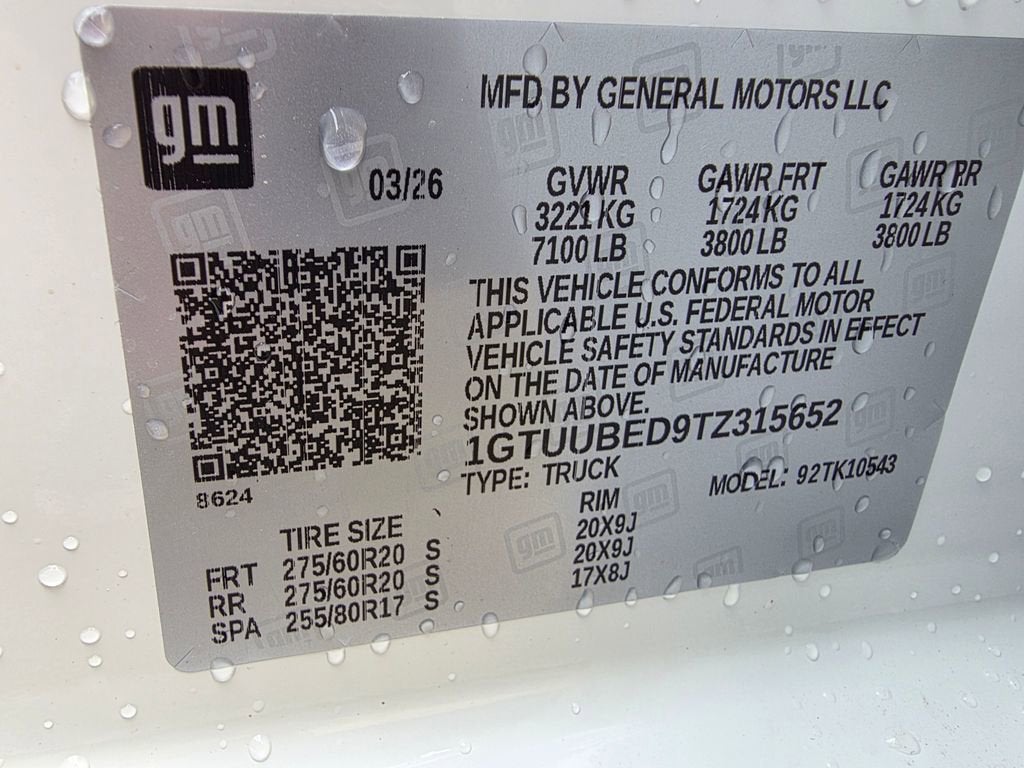 gm
MFD BY GENERAL MOTORS LLC
03/26
GVWR GAWR FRT GAWR RR
3221 KG 1724 KG 1724 KG
7100 LB 3800 LB 3800 LB
THIS VEHICLE CONFORMS TO ALL
APPLICABLE U.S. FEDERAL MOTOR
VEHICLE SAFETY STANDARDS IN EFFECT
ON THE DATE OF MANUFACTURE
SHOWN ABOVE.
1GTUUBED9TZ315652
TYPE: TRUCK MODEL: 92TK10543
8624
TIRE SIZE RIM
FRT 275/60R20 S 20X9J
RR 275/60R20 S 20X9J
SPA 255/80R17 S 17X8J